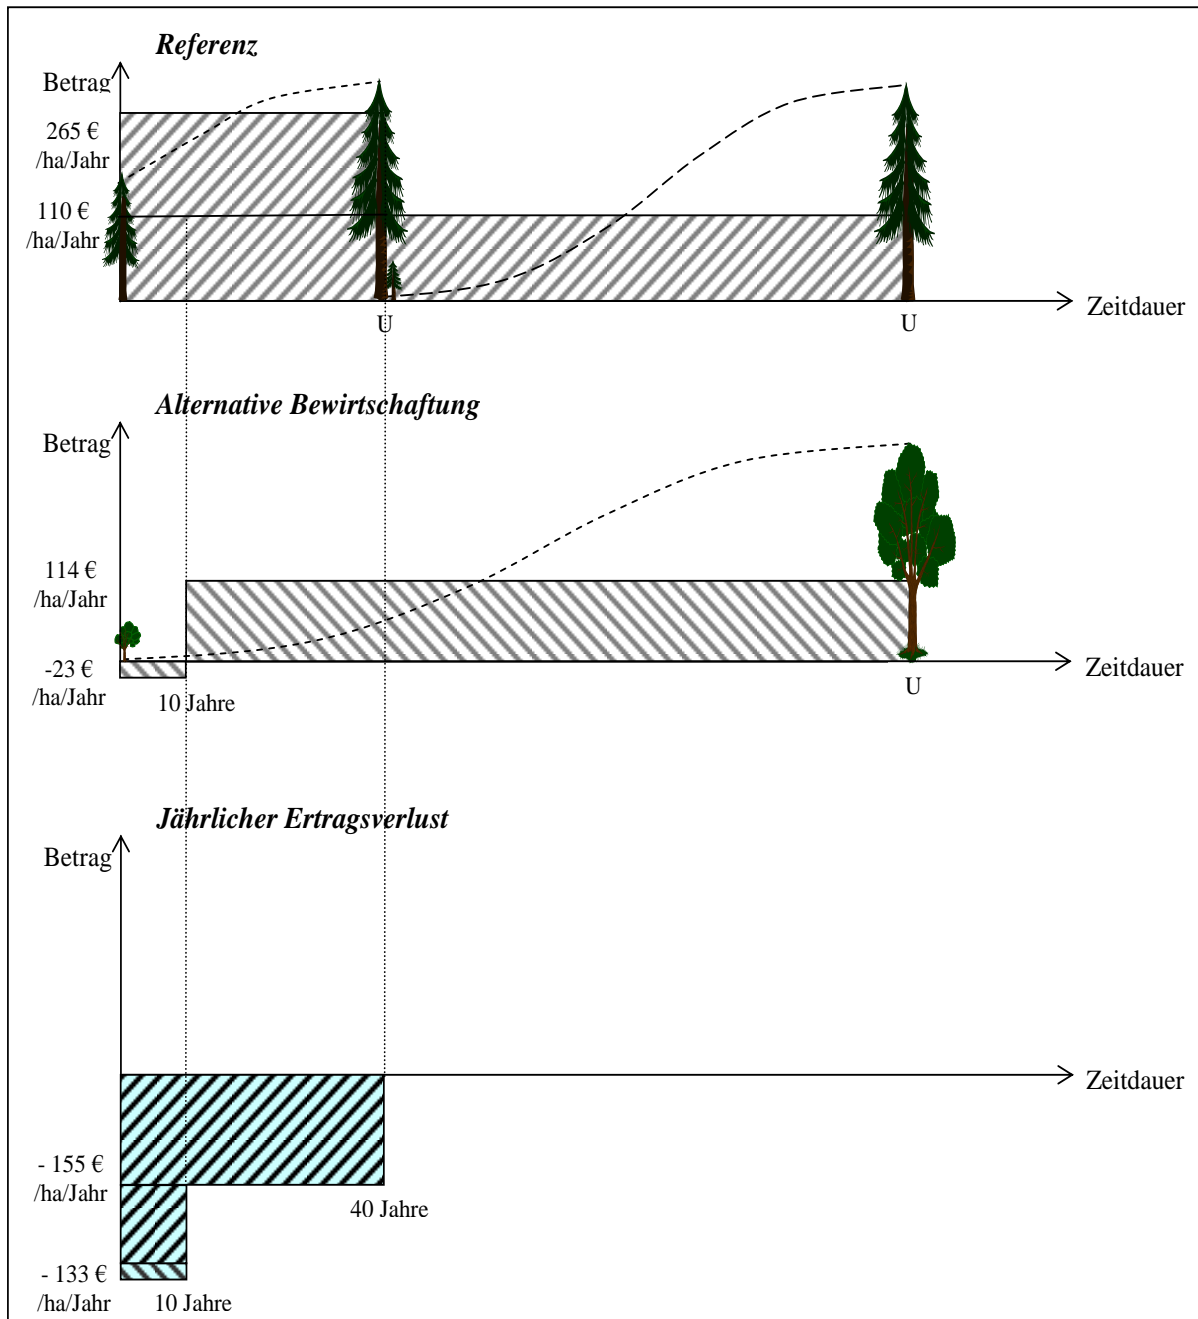 Referenz
Betrag
265 €
/ha/Jahr
110 €
/ha/Jahr
Zeitdauer
U
U
Alternative Bewirtschaftung
Betrag
114 €
/ha/Jahr
-23 €
/ha/Jahr
10 Jahre
Zeitdauer
U
Jährlicher Ertragsverlust
Betrag
Zeitdauer
- 155 €
/ha/Jahr
40 Jahre
- 133 €
/ha/Jahr
10 Jahre